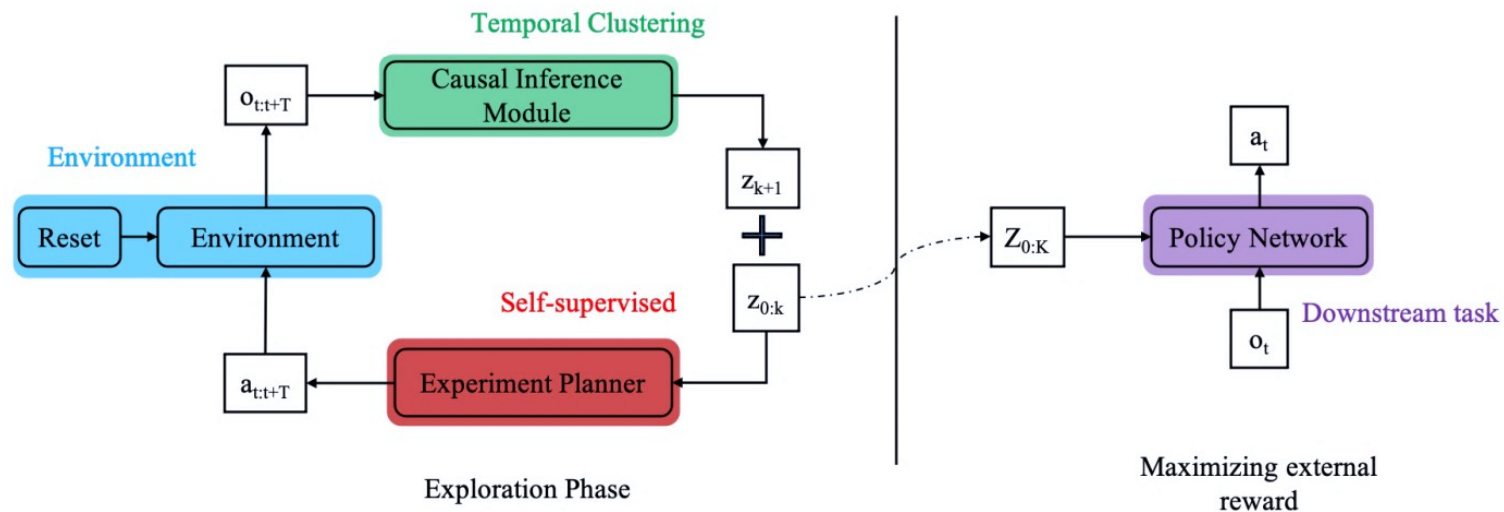 Temporal Clustering
Causal Inference
Module
o_{t:t+T}
Environment
z_{k+1}
a_t
Reset
Environment
+
Z_{0:K}
Policy Network
Self-supervised
z_{0:k}
Downstream task
o_t
a_{t:t+T}
Experiment Planner
Exploration Phase
Maximizing external
reward